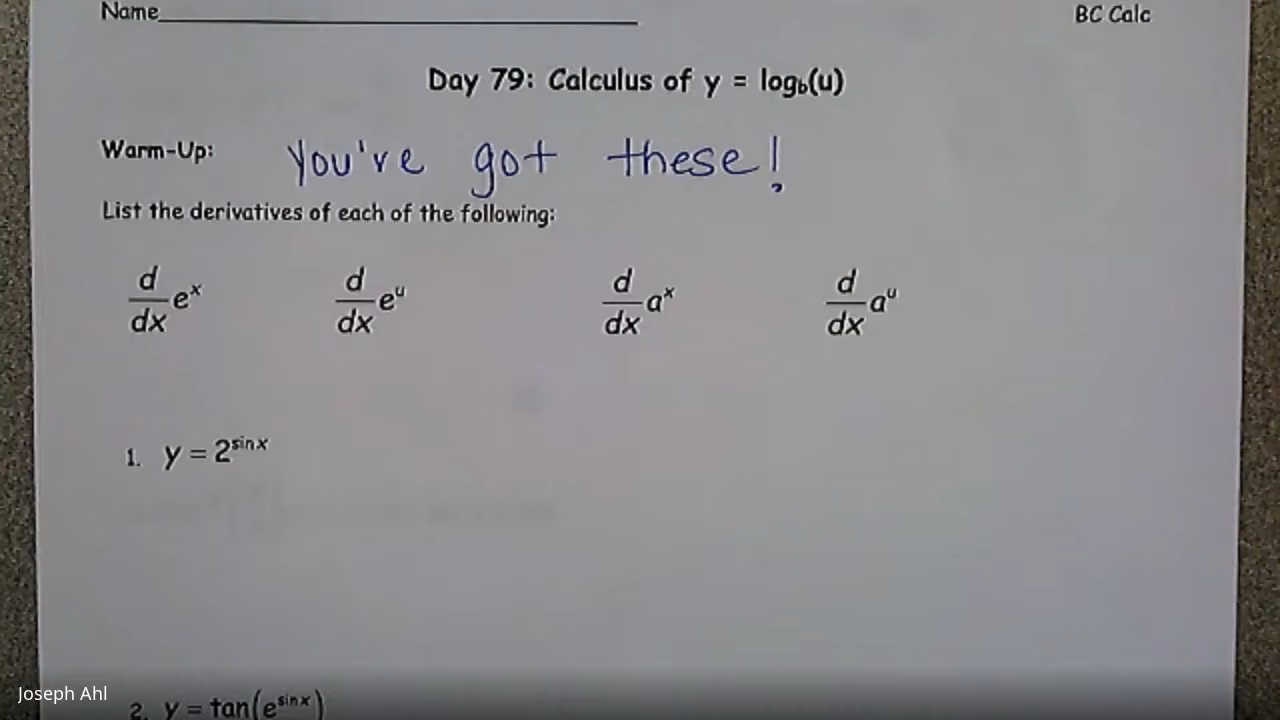 Name____________________ BC Calc
Day 79: Calculus of y = log_b(u)
Warm-Up: You've got these!
List the derivatives of each of the following:
d/dx e^x d/dx e^u d/dx a^x d/dx a^u
1. y = 2^{sin x}
2. y = tan(e^{sin x})
Joseph Ahl